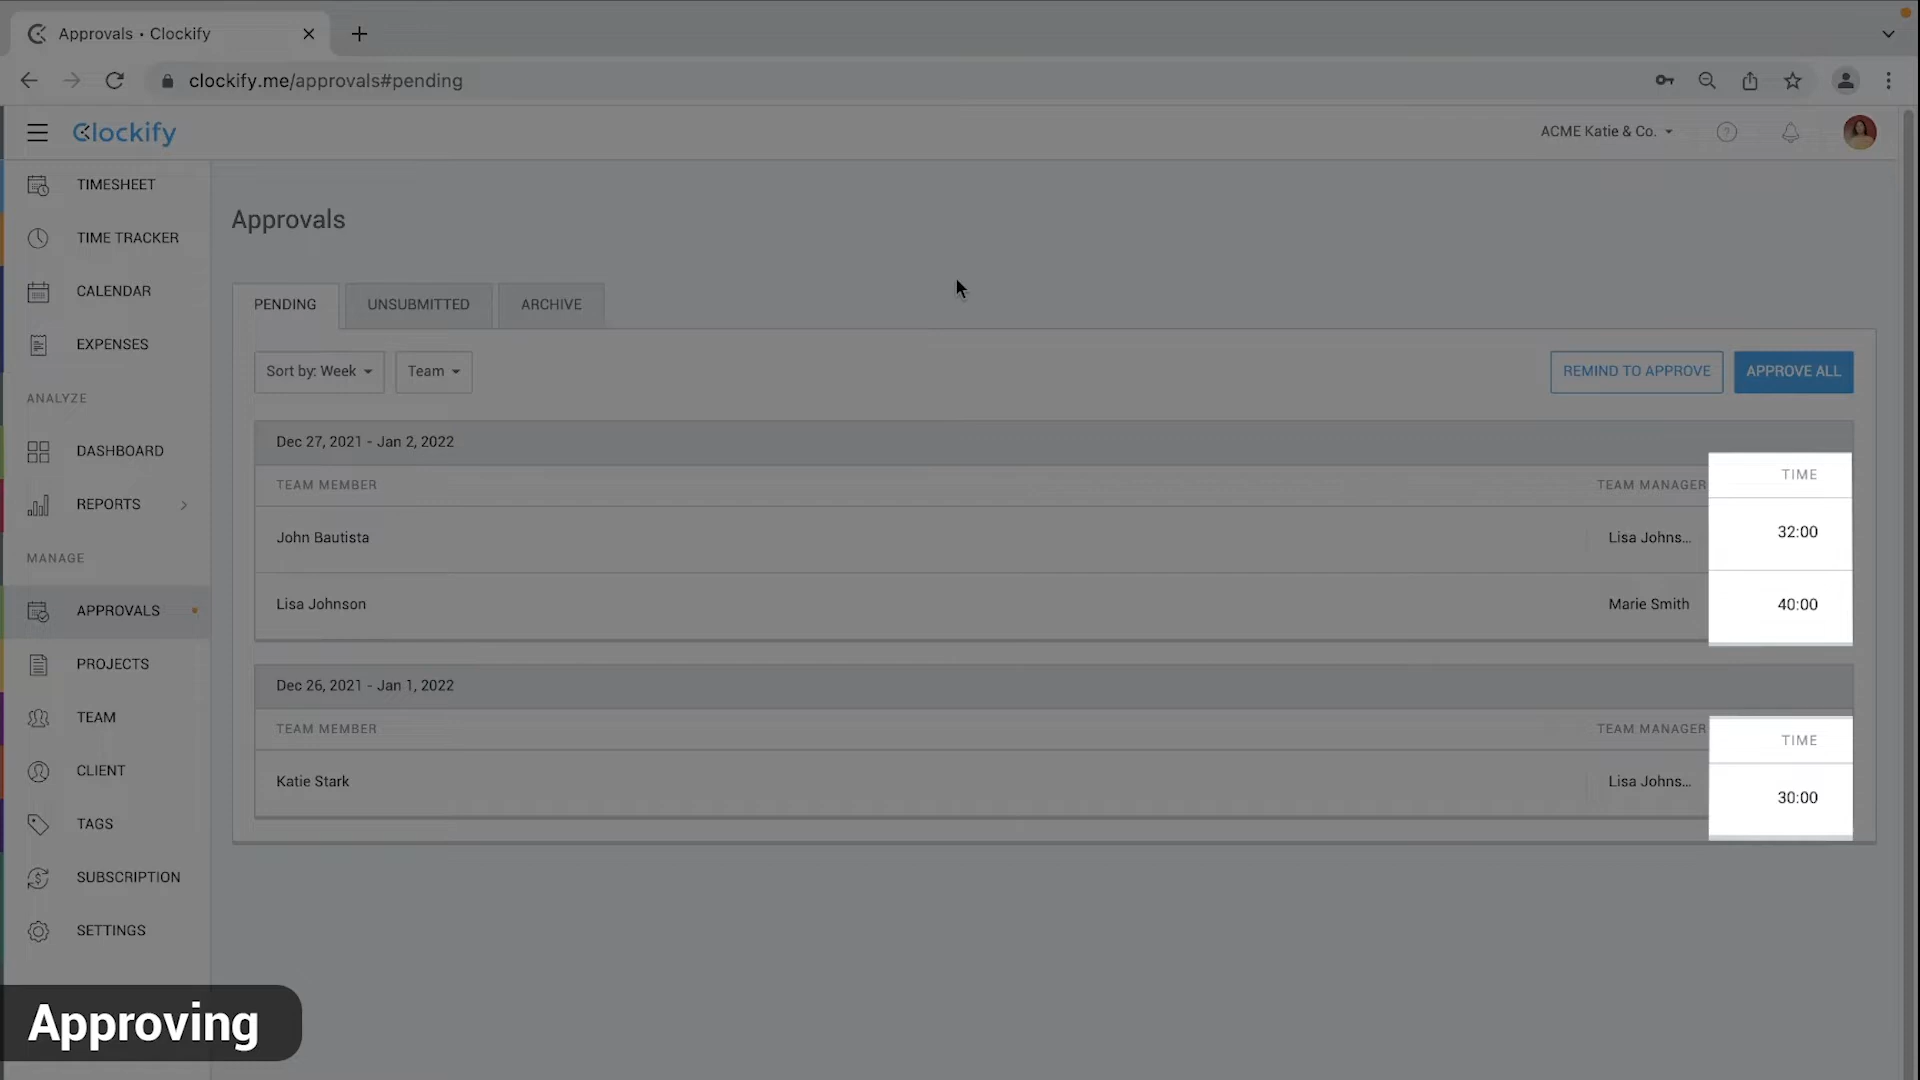 Approvals • Clockify
clockify.me/approvals#pending
Clockify
ACME Katie & Co.
TIMESHEET
TIME TRACKER
CALENDAR
EXPENSES
ANALYZE
DASHBOARD
REPORTS
MANAGE
APPROVALS
PROJECTS
TEAM
CLIENT
TAGS
SUBSCRIPTION
SETTINGS
Approvals
PENDING UNSUBMITTED ARCHIVE
Sort by: Week Team REMIND TO APPROVE APPROVE ALL
Dec 27, 2021 - Jan 2, 2022
TEAM MEMBER TEAM MANAGER TIME
John Bautista Lisa Johns... 32:00
Lisa Johnson Marie Smith 40:00
Dec 26, 2021 - Jan 1, 2022
TEAM MEMBER TEAM MANAGER TIME
Katie Stark Lisa Johns... 30:00
Approving